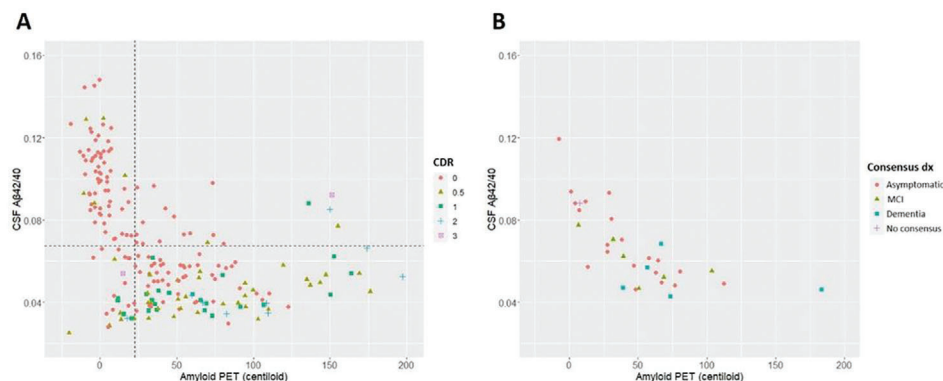 A
B
0.16
0.12
0.08
0.04
CSF Aβ42/40
0
50
100
150
200
Amyloid PET (centiloid)
CDR
0
0.5
1
2
3
0.16
0.12
0.08
0.04
CSF Aβ42/40
0
50
100
150
200
Amyloid PET (centiloid)
Consensus dx
Asymptomatic
MCI
Dementia
No consensus